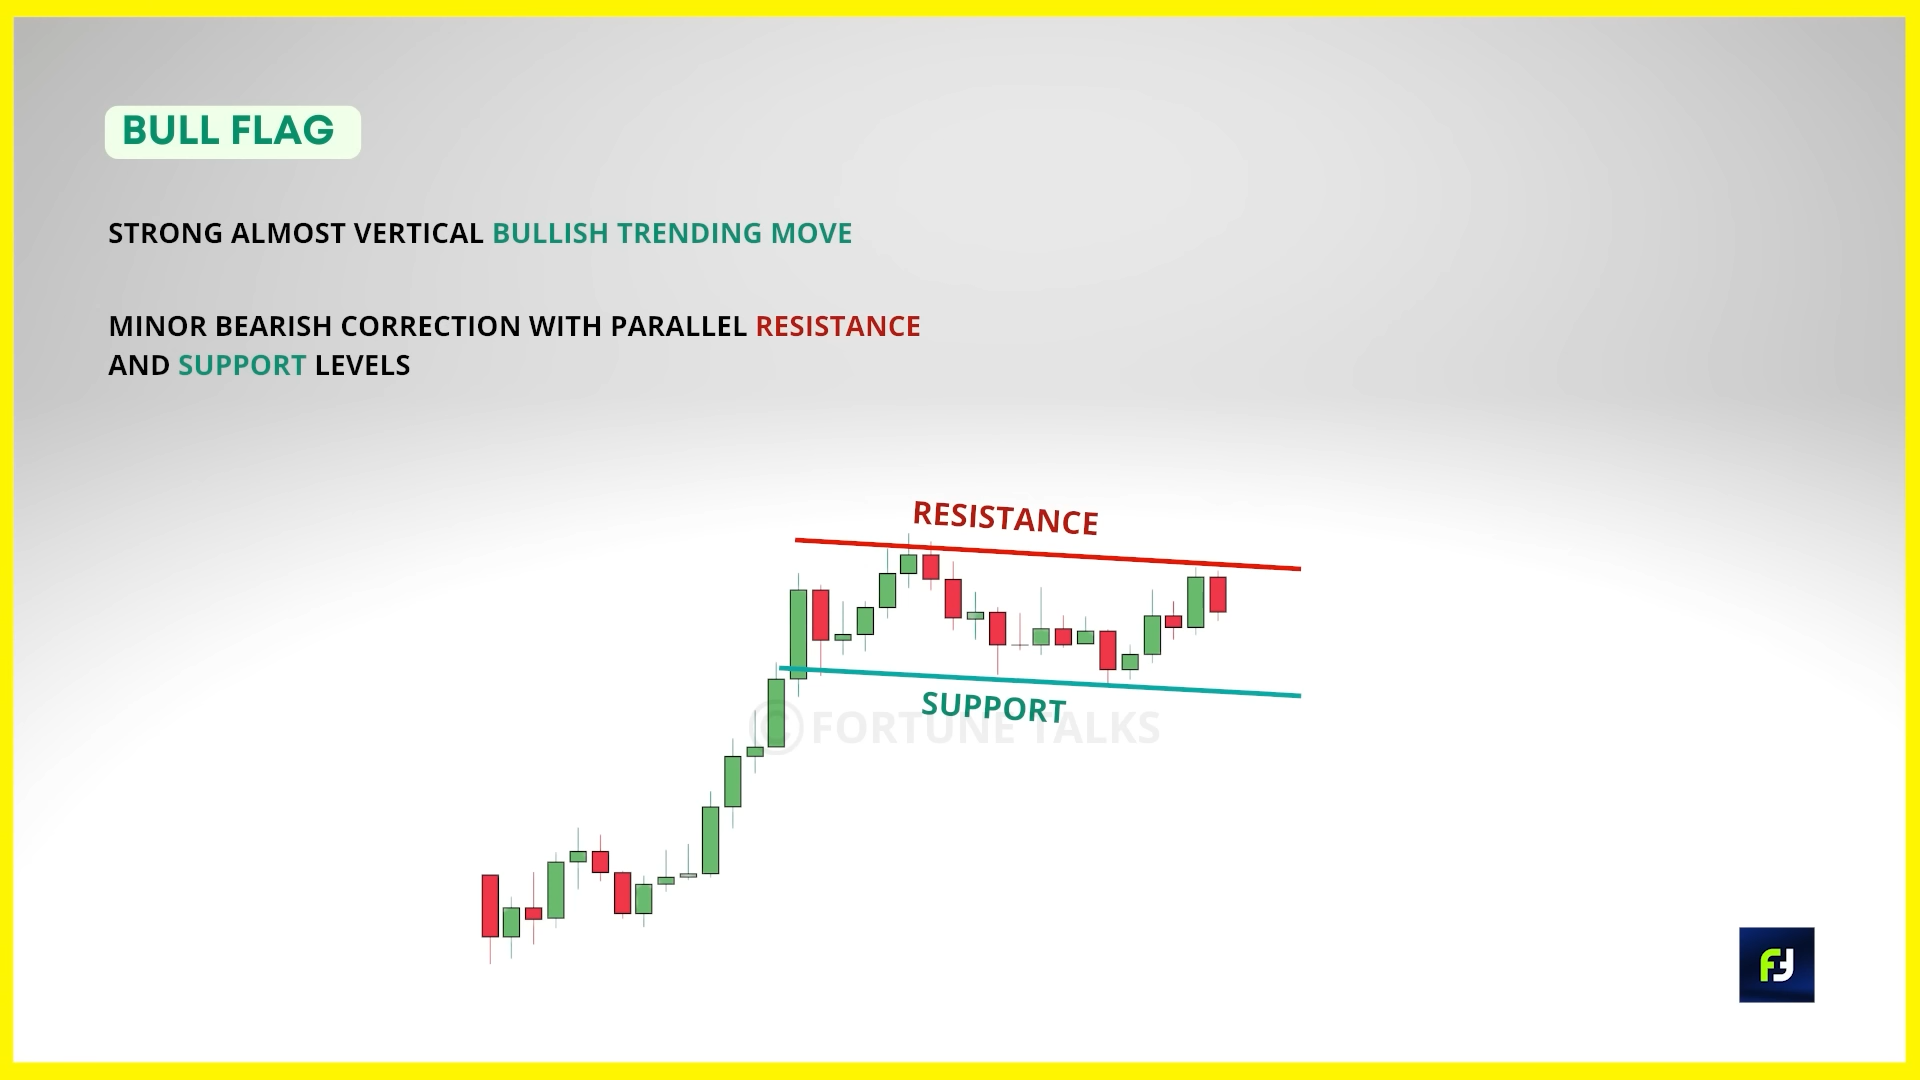 BULL FLAG
STRONG ALMOST VERTICAL BULLISH TRENDING MOVE
MINOR BEARISH CORRECTION WITH PARALLEL RESISTANCE
AND SUPPORT LEVELS
RESISTANCE
SUPPORT
© FORTUNE TALKS